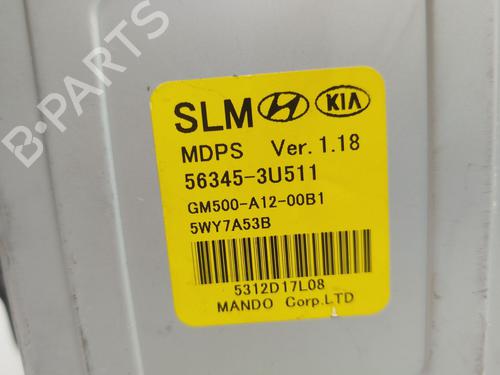 B-PARTS
SLM KIA
MDPS Ver. 1.18
56345-3U511
GM500-A12-00B1
5WY7A53B
5312D17L08
MANDO Corp.LTD